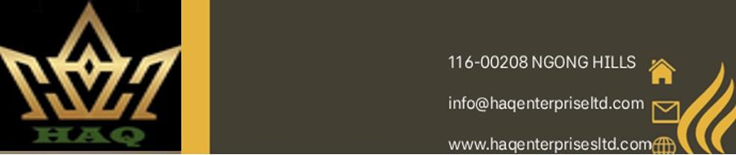 HAQ
116-00208 NGONG HILLS
info@haqenterpriseltd.com
www.haqenterprisesltd.com